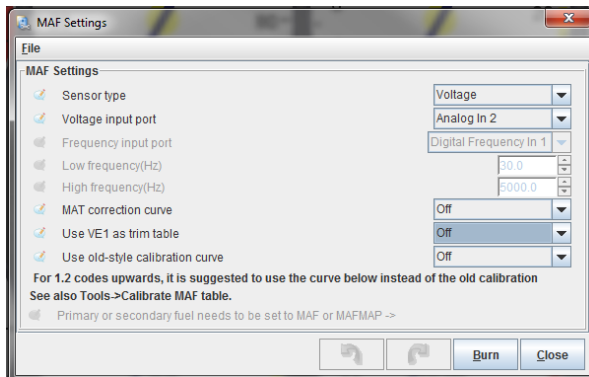 MAF Settings
File
MAF Settings
Sensor type Voltage
Voltage input port Analog In 2
Frequency input port Digital Frequency In 1
Low frequency(Hz) 30.0
High frequency(Hz) 5000.0
MAT correction curve Off
Use VE1 as trim table Off
Use old-style calibration curve Off
For 1.2 codes upwards, it is suggested to use the curve below instead of the old calibration
See also Tools->Calibrate MAF table.
Primary or secondary fuel needs to be set to MAF or MAFMAP ->
Burn Close